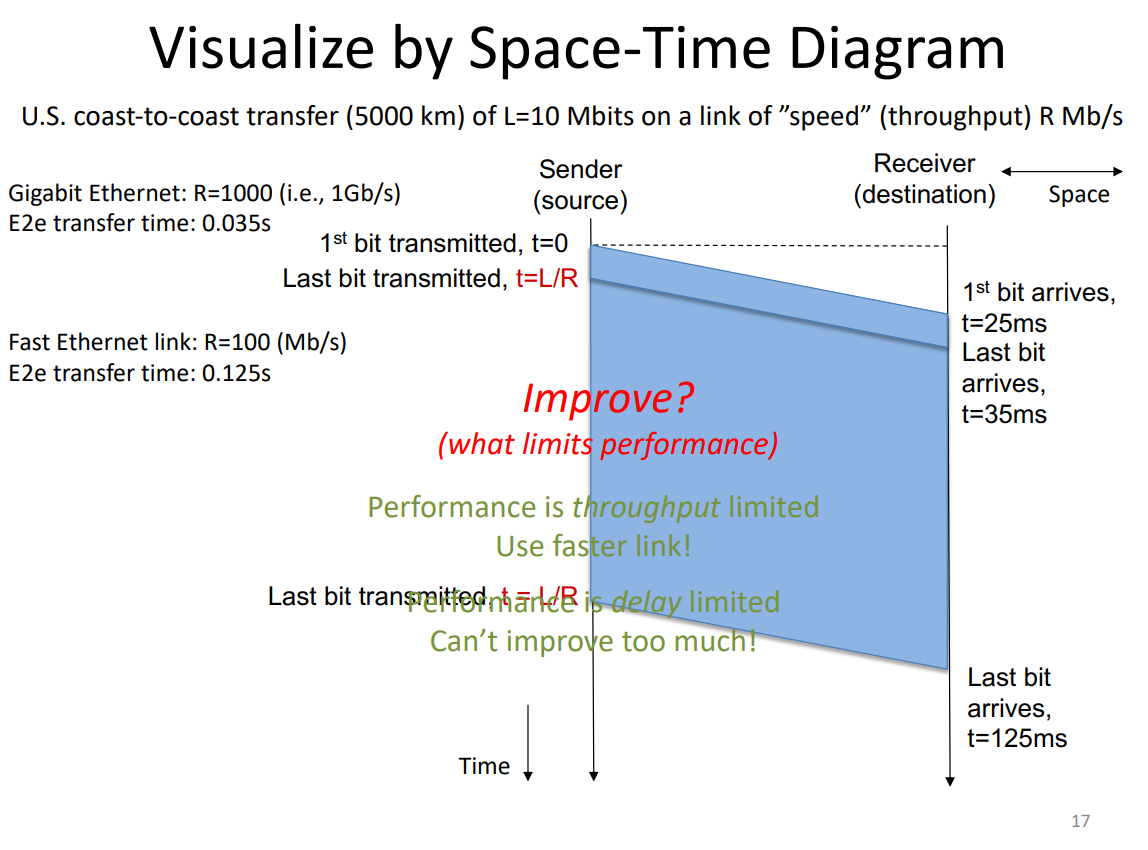 Visualize by Space-Time Diagram
U.S. coast-to-coast transfer (5000 km) of L=10 Mbits on a link of ”speed” (throughput) R Mb/s
Gigabit Ethernet: R=1000 (i.e., 1Gb/s)
E2e transfer time: 0.035s
Fast Ethernet link: R=100 (Mb/s)
E2e transfer time: 0.125s
Sender
(source)
Receiver
(destination)
Space
1st bit transmitted, t=0
Last bit transmitted, t=L/R
1st bit arrives,
t=25ms
Last bit
arrives,
t=35ms
Improve?
(what limits performance)
Performance is throughput limited
Use faster link!
Last bit transmitted, t = L/R
Performance is delay limited
Can’t improve too much!
Last bit
arrives,
t=125ms
Time
17